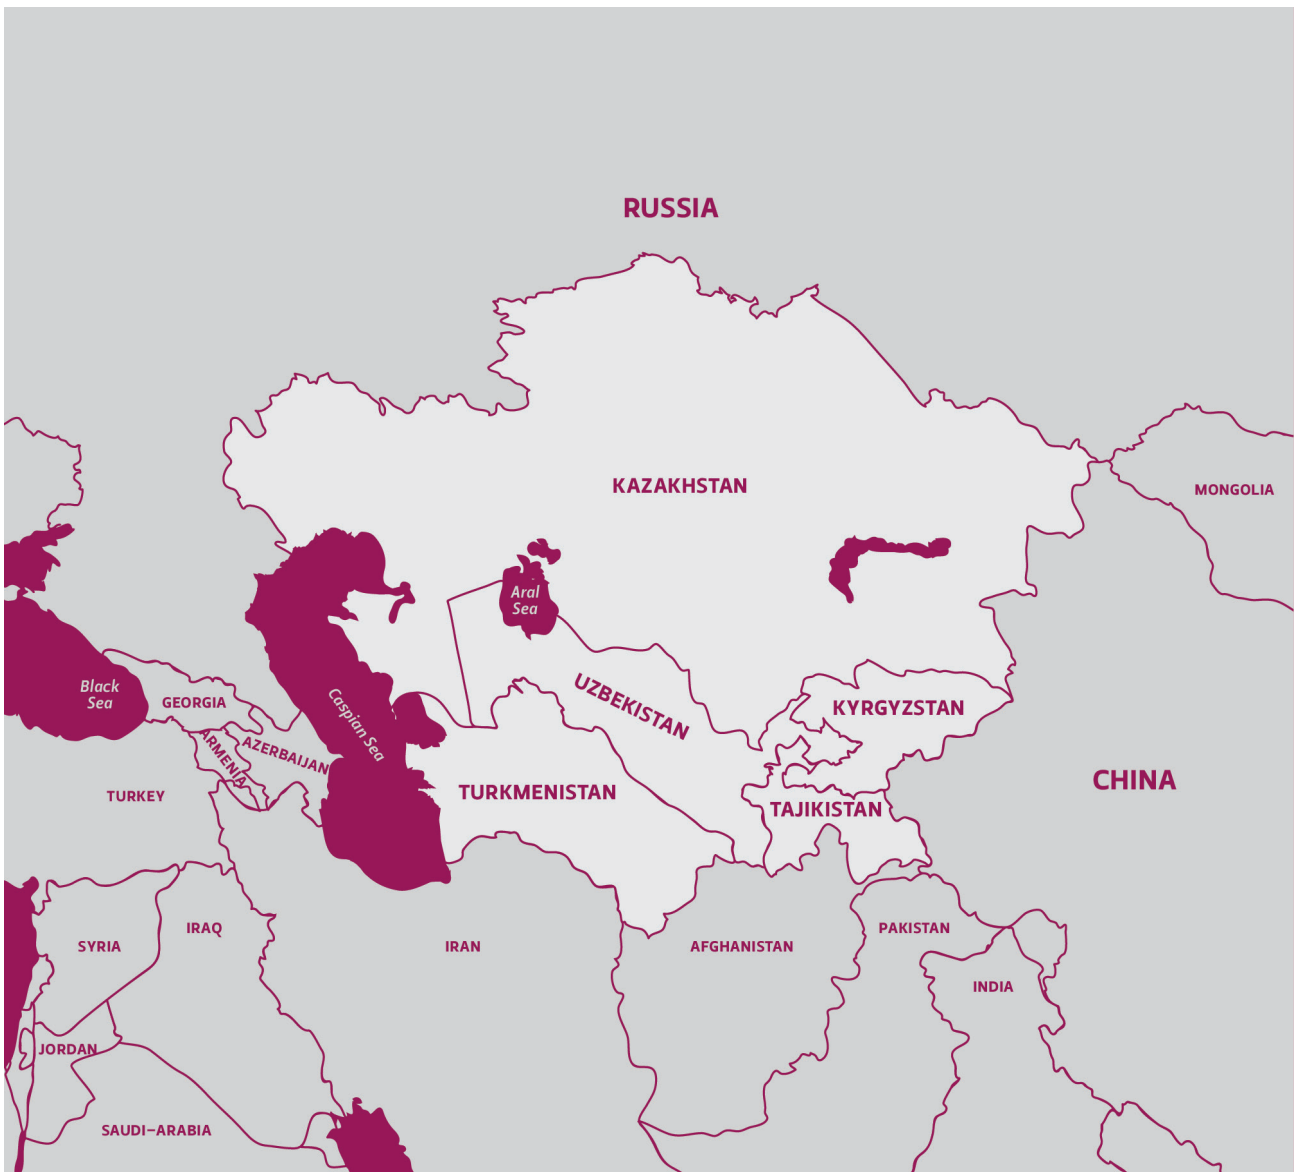 RUSSIA
KAZAKHSTAN
MONGOLIA
Aral
Sea
Black
Sea
GEORGIA
UZBEKISTAN
KYRGYZSTAN
Caspian Sea
ARMENIA
AZERBAIJAN
CHINA
TURKEY
TURKMENISTAN
TAJIKISTAN
SYRIA
IRAQ
IRAN
AFGHANISTAN
PAKISTAN
INDIA
JORDAN
SAUDI–ARABIA